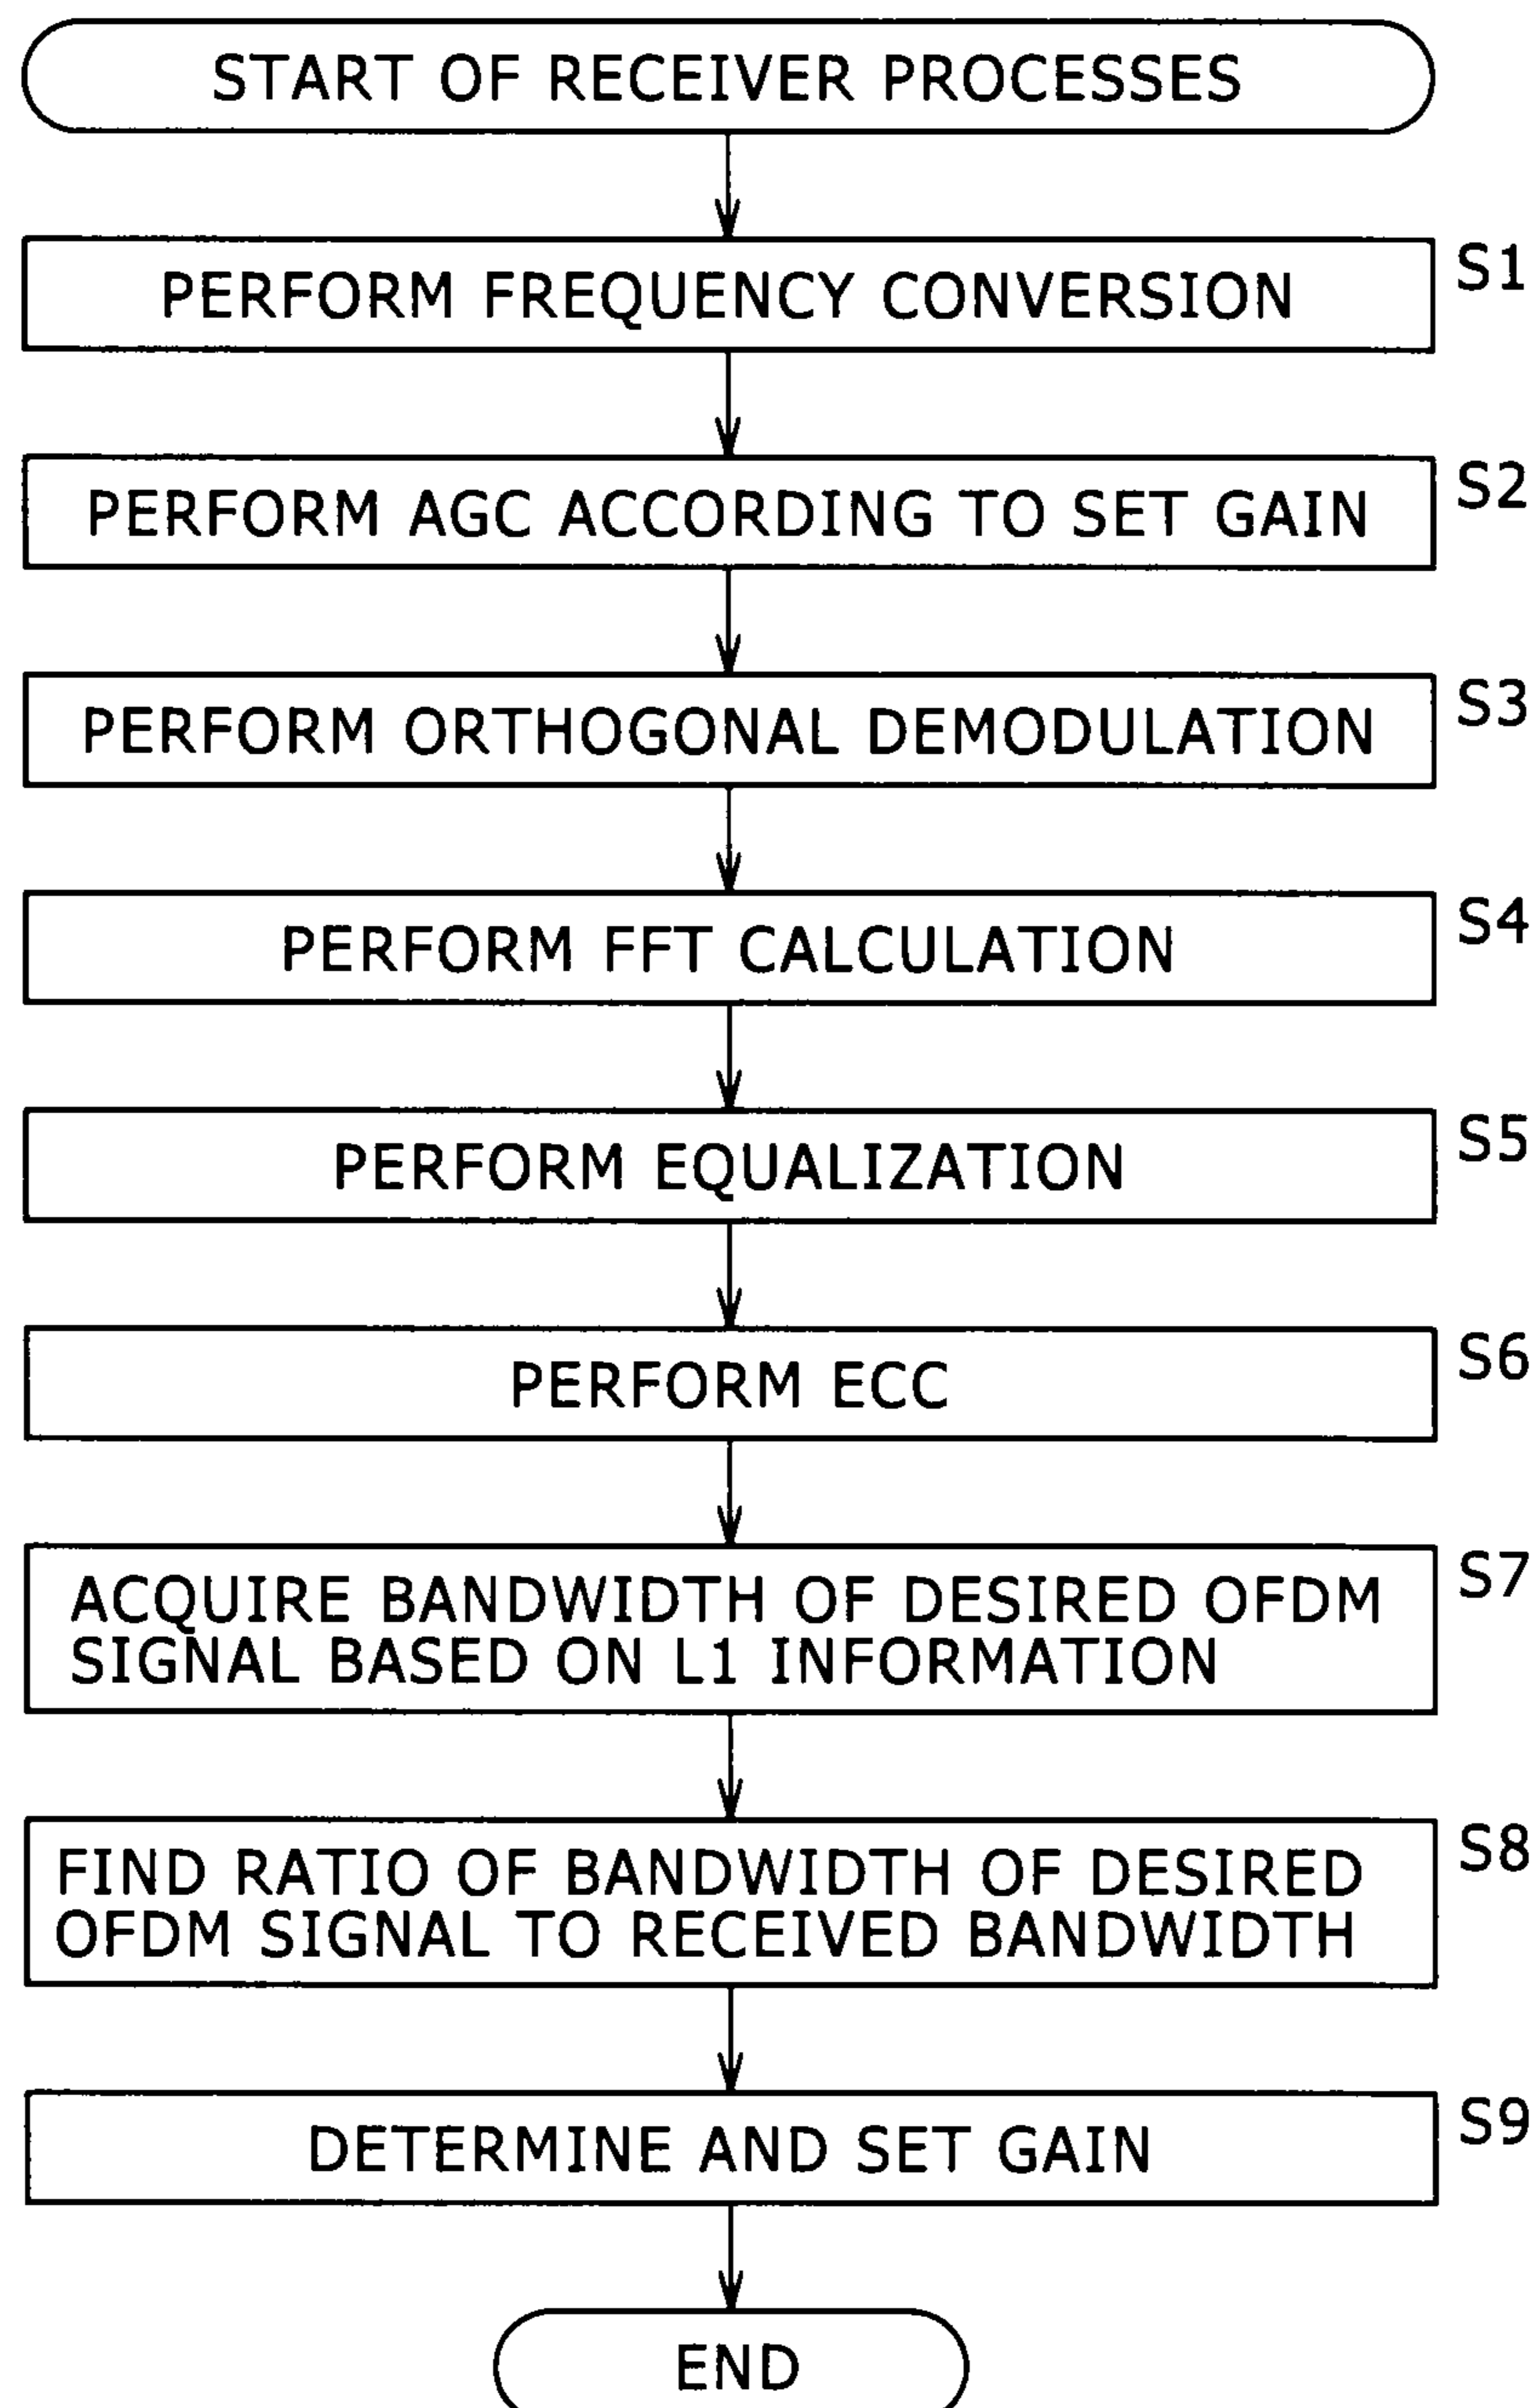 START OF RECEIVER PROCESSES
PERFORM FREQUENCY CONVERSION
S1
PERFORM AGC ACCORDING TO SET GAIN
S2
PERFORM ORTHOGONAL DEMODULATION
S3
PERFORM FFT CALCULATION
S4
PERFORM EQUALIZATION
S5
PERFORM ECC
S6
ACQUIRE BANDWIDTH OF DESIRED OFDM
SIGNAL BASED ON L1 INFORMATION
S7
FIND RATIO OF BANDWIDTH OF DESIRED
OFDM SIGNAL TO RECEIVED BANDWIDTH
S8
DETERMINE AND SET GAIN
S9
END